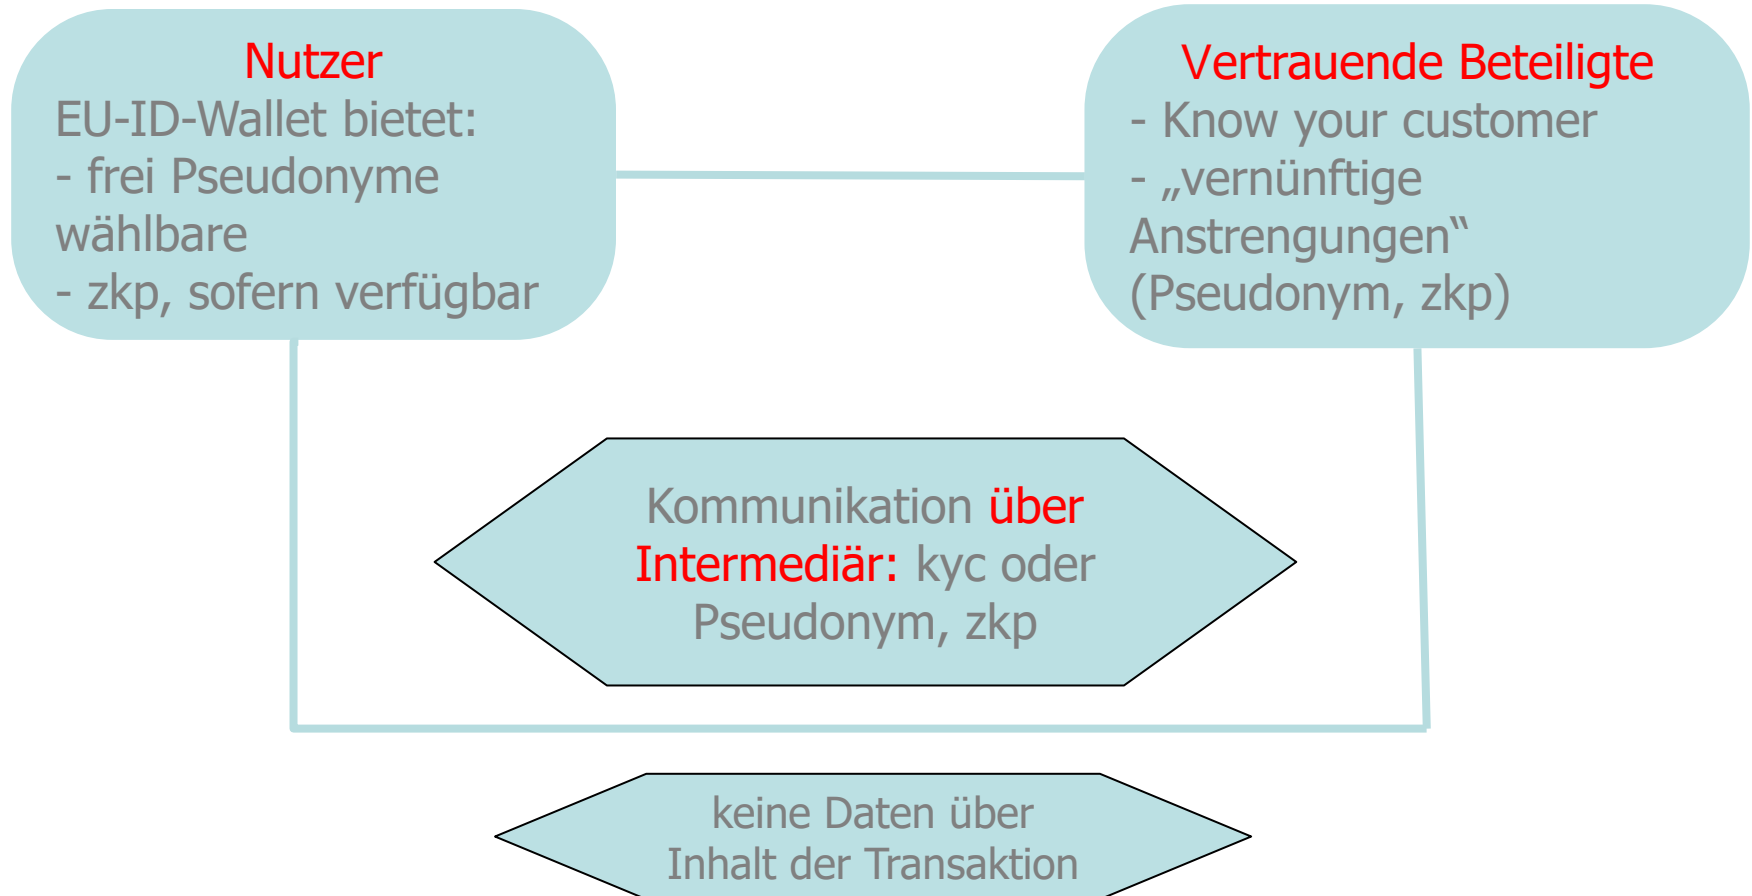 Nutzer
EU-ID-Wallet bietet:
- frei Pseudonyme
wählbare
- zkp, sofern verfügbar
Vertrauende Beteiligte
- Know your customer
- „vernünftige
Anstrengungen“
(Pseudonym, zkp)
Kommunikation über
Intermediär: kyc oder
Pseudonym, zkp
keine Daten über
Inhalt der Transaktion